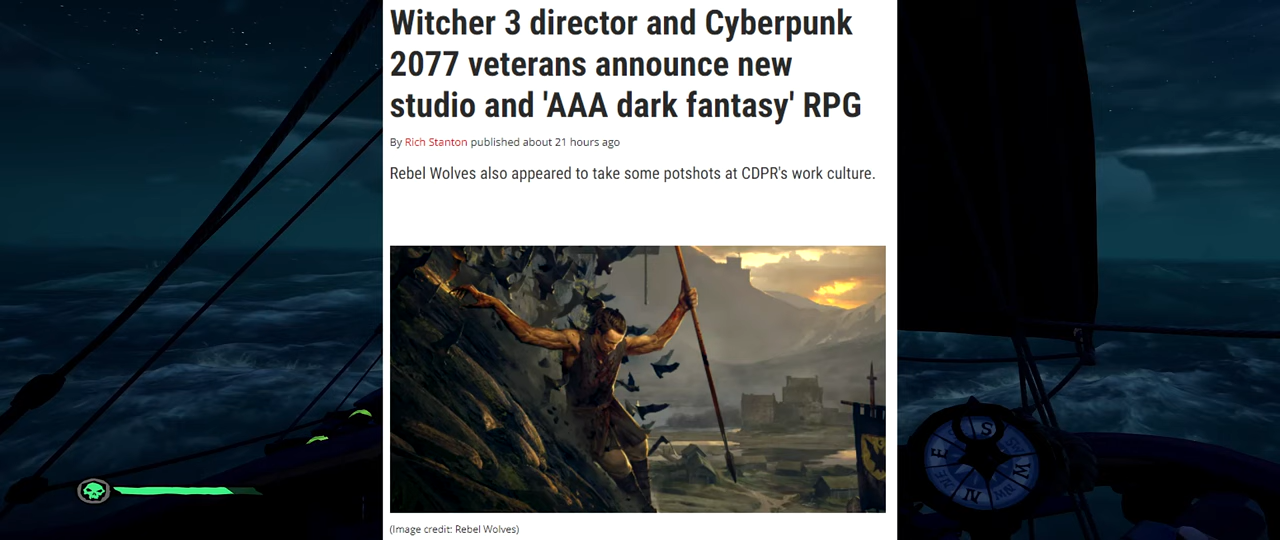 Witcher 3 director and Cyberpunk
2077 veterans announce new
studio and 'AAA dark fantasy' RPG
By Rich Stanton published about 21 hours ago
Rebel Wolves also appeared to take some potshots at CDPR's work culture.
(Image credit: Rebel Wolves)
S
E
W
N
NW
NE